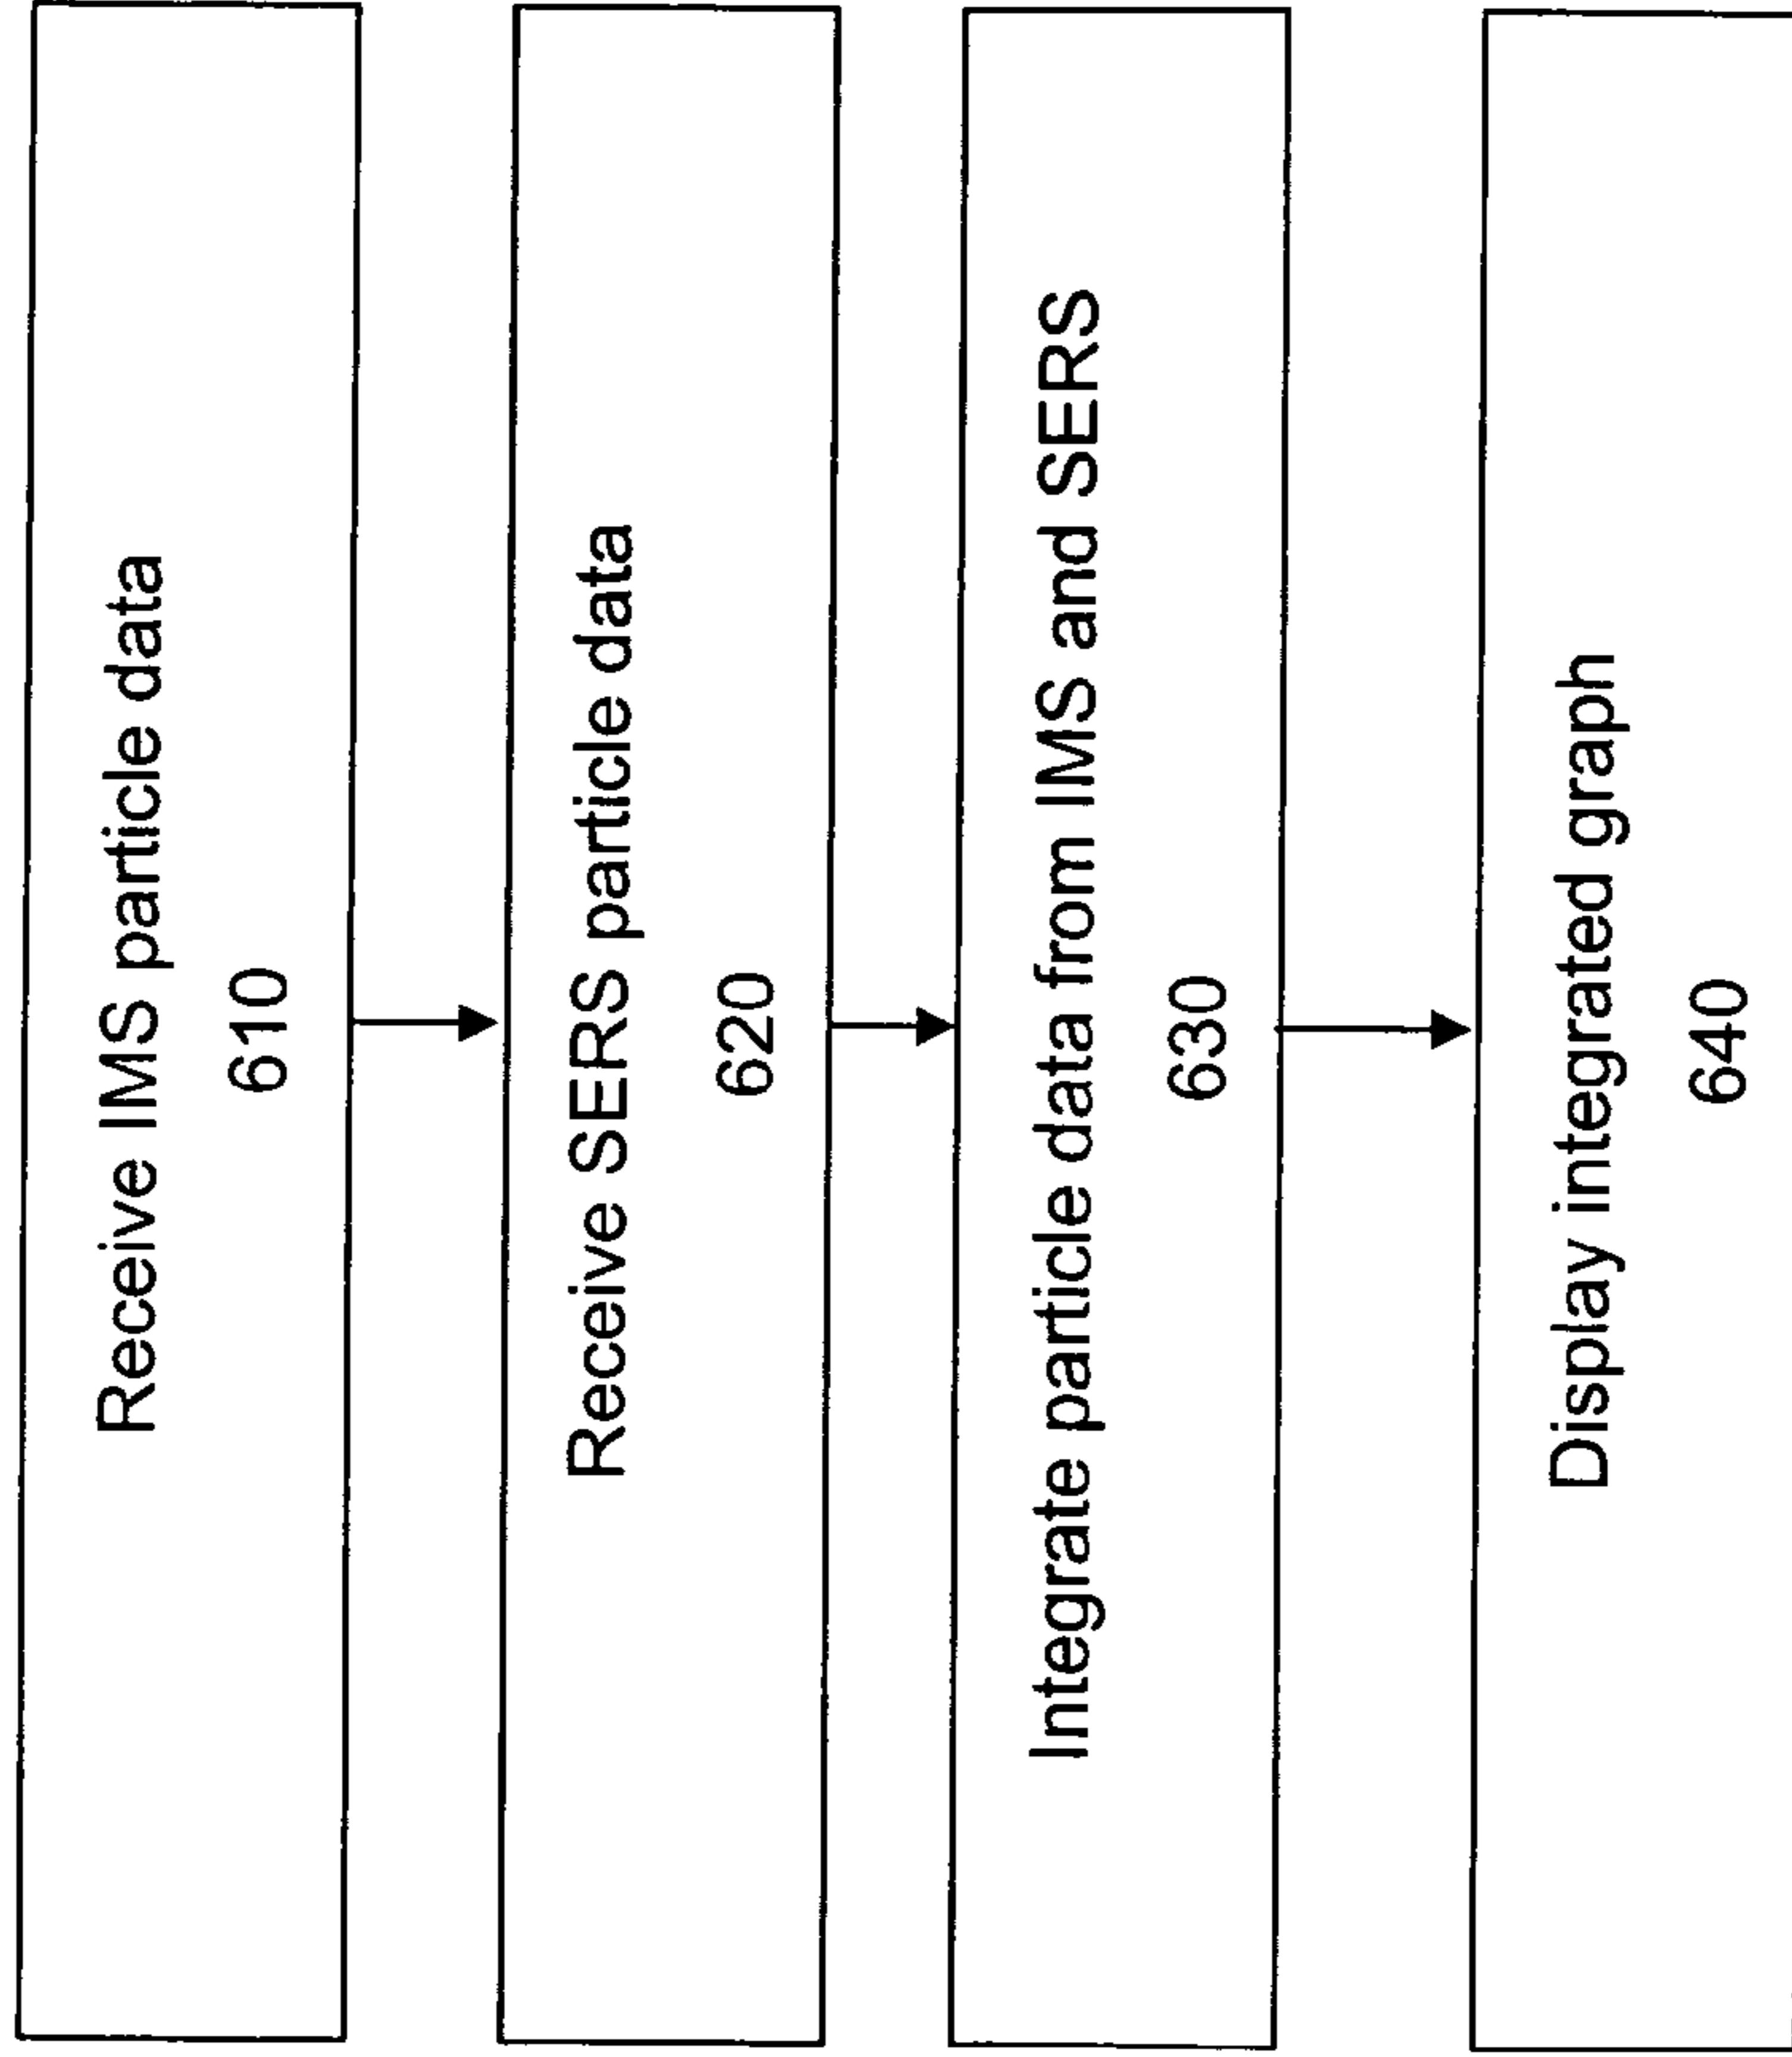 Receive IMS particle data
610
Receive SERS particle data
620
Integrate particle data from IMS and SERS
630
Display integrated graph
640